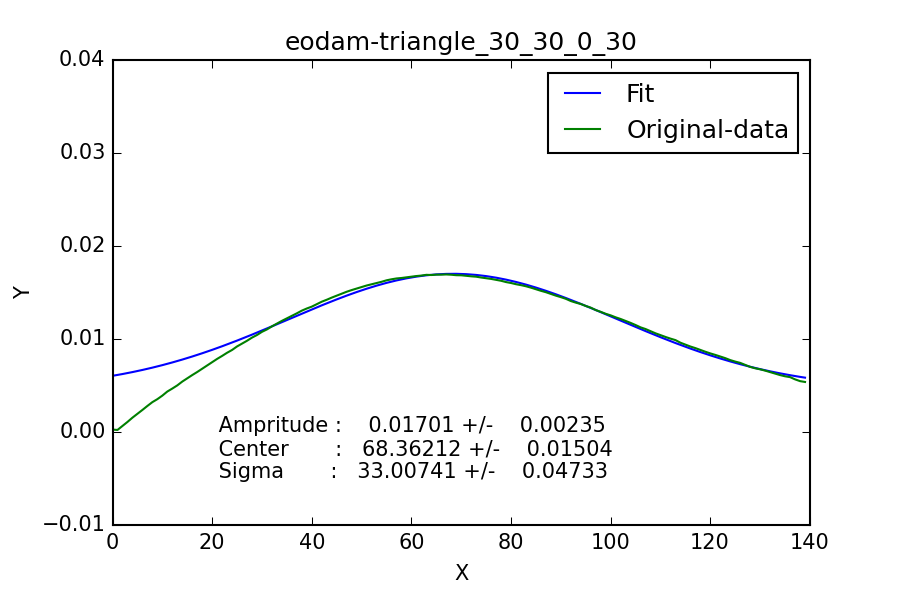 eodam-triangle_30_30_0_30
0.04
Fit
Original-data
0.03
0.02
Y
0.01
0.00
Ampritude : 0.01701 +/- 0.00235
Center : 68.36212 +/- 0.01504
Sigma : 33.00741 +/- 0.04733
−0.01
0 20 40 60 80 100 120 140
X